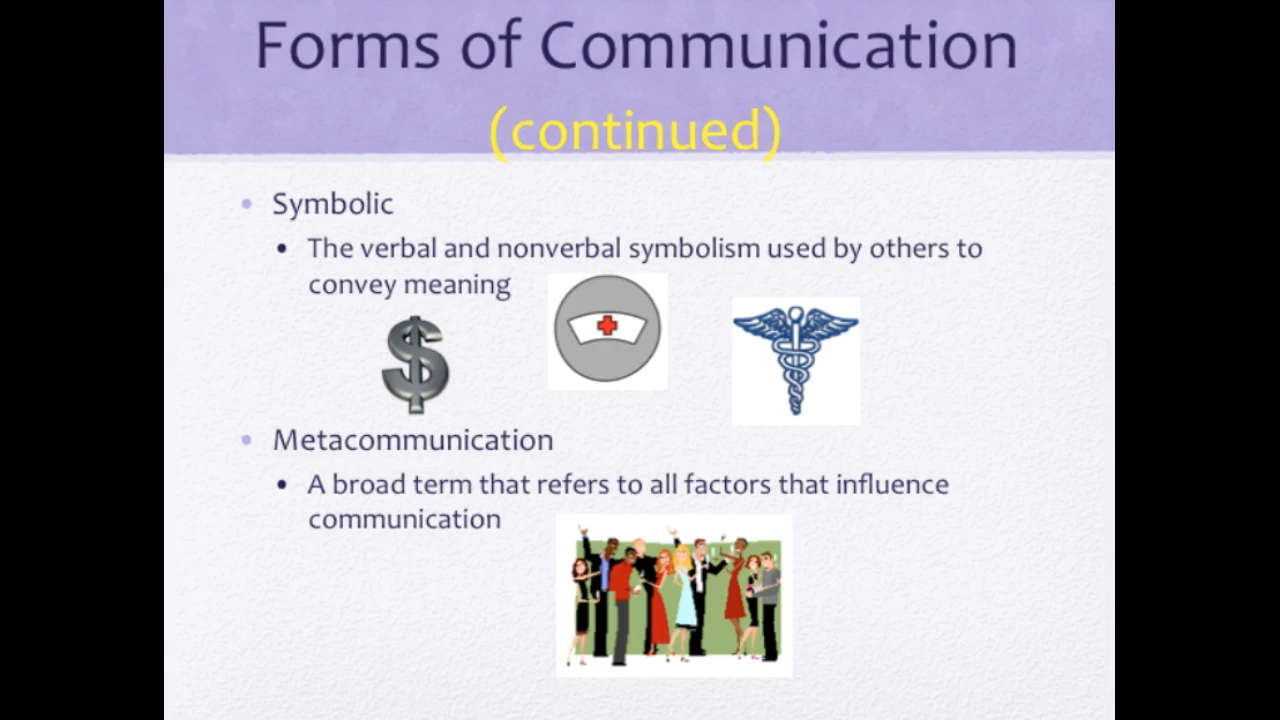 Forms of Communication
(continued)
• Symbolic
• The verbal and nonverbal symbolism used by others to
convey meaning
$
• Metacommunication
• A broad term that refers to all factors that influence
communication